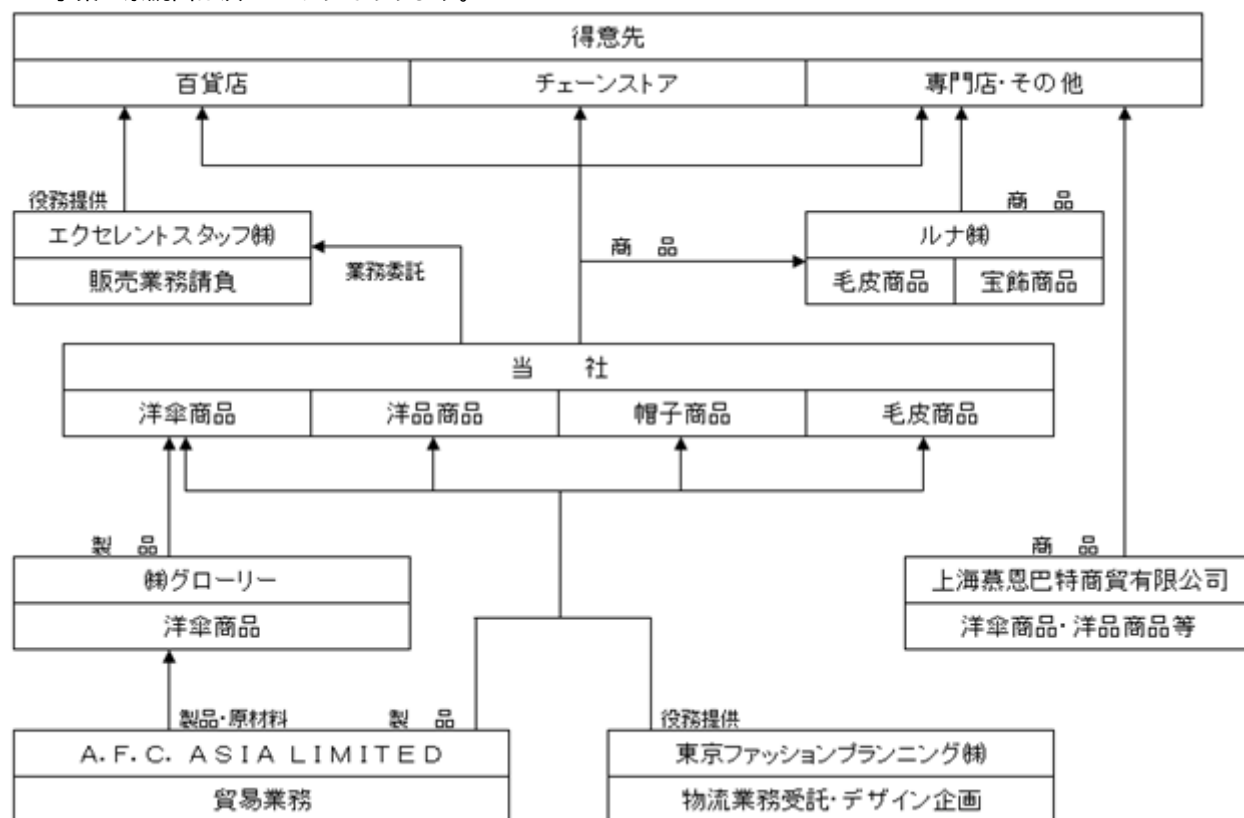 得意先
百貨店 チェーンストア 専門店・その他
役務提供 商 品
エクセレントスタッフ㈱ ルナ㈱
商 品
業務委託
販売業務請負 毛皮商品 宝飾商品
当 社
洋傘商品 洋品商品 帽子商品 毛皮商品
製 品 商 品
㈱グローリー 上海慕恩巴特商貿有限公司
洋傘商品 洋傘商品・洋品商品等
製品・原材料 製 品 役務提供
A.F.C. ASIA LIMITED 東京ファッションプランニング㈱
貿易業務 物流業務受託・デザイン企画